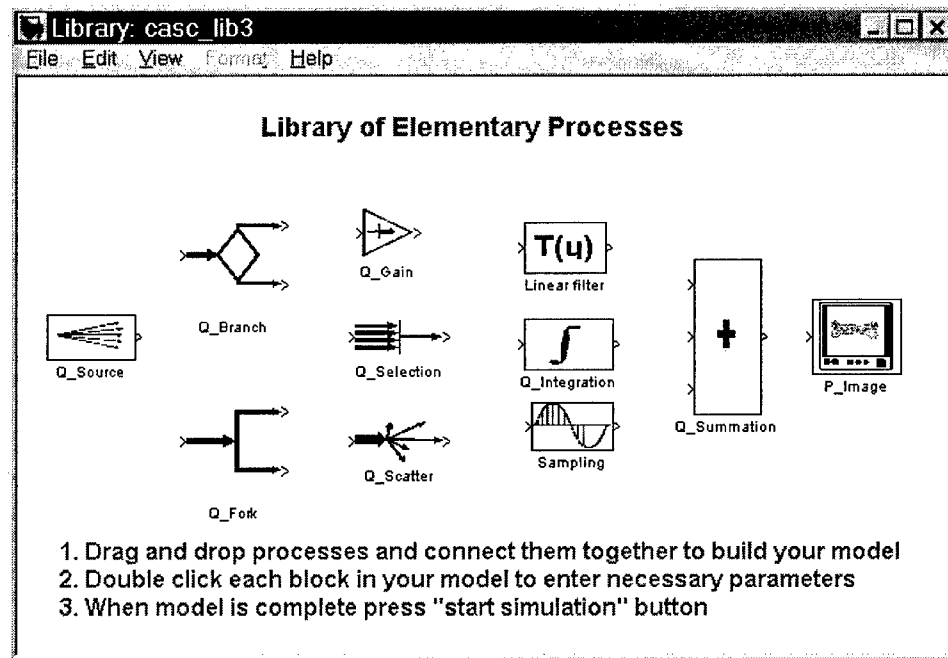 Library: casc_lib3
File Edit View Format Help
Library of Elementary Processes
Q_Source
Q_Branch
Q_Fork
Q_Gain
Q_Selection
Q_Scatter
T(u)
Linear filter
Q_Integration
Sampling
+
Q_Summation
P_Image
1. Drag and drop processes and connect them together to build your model
2. Double click each block in your model to enter necessary parameters
3. When model is complete press "start simulation" button